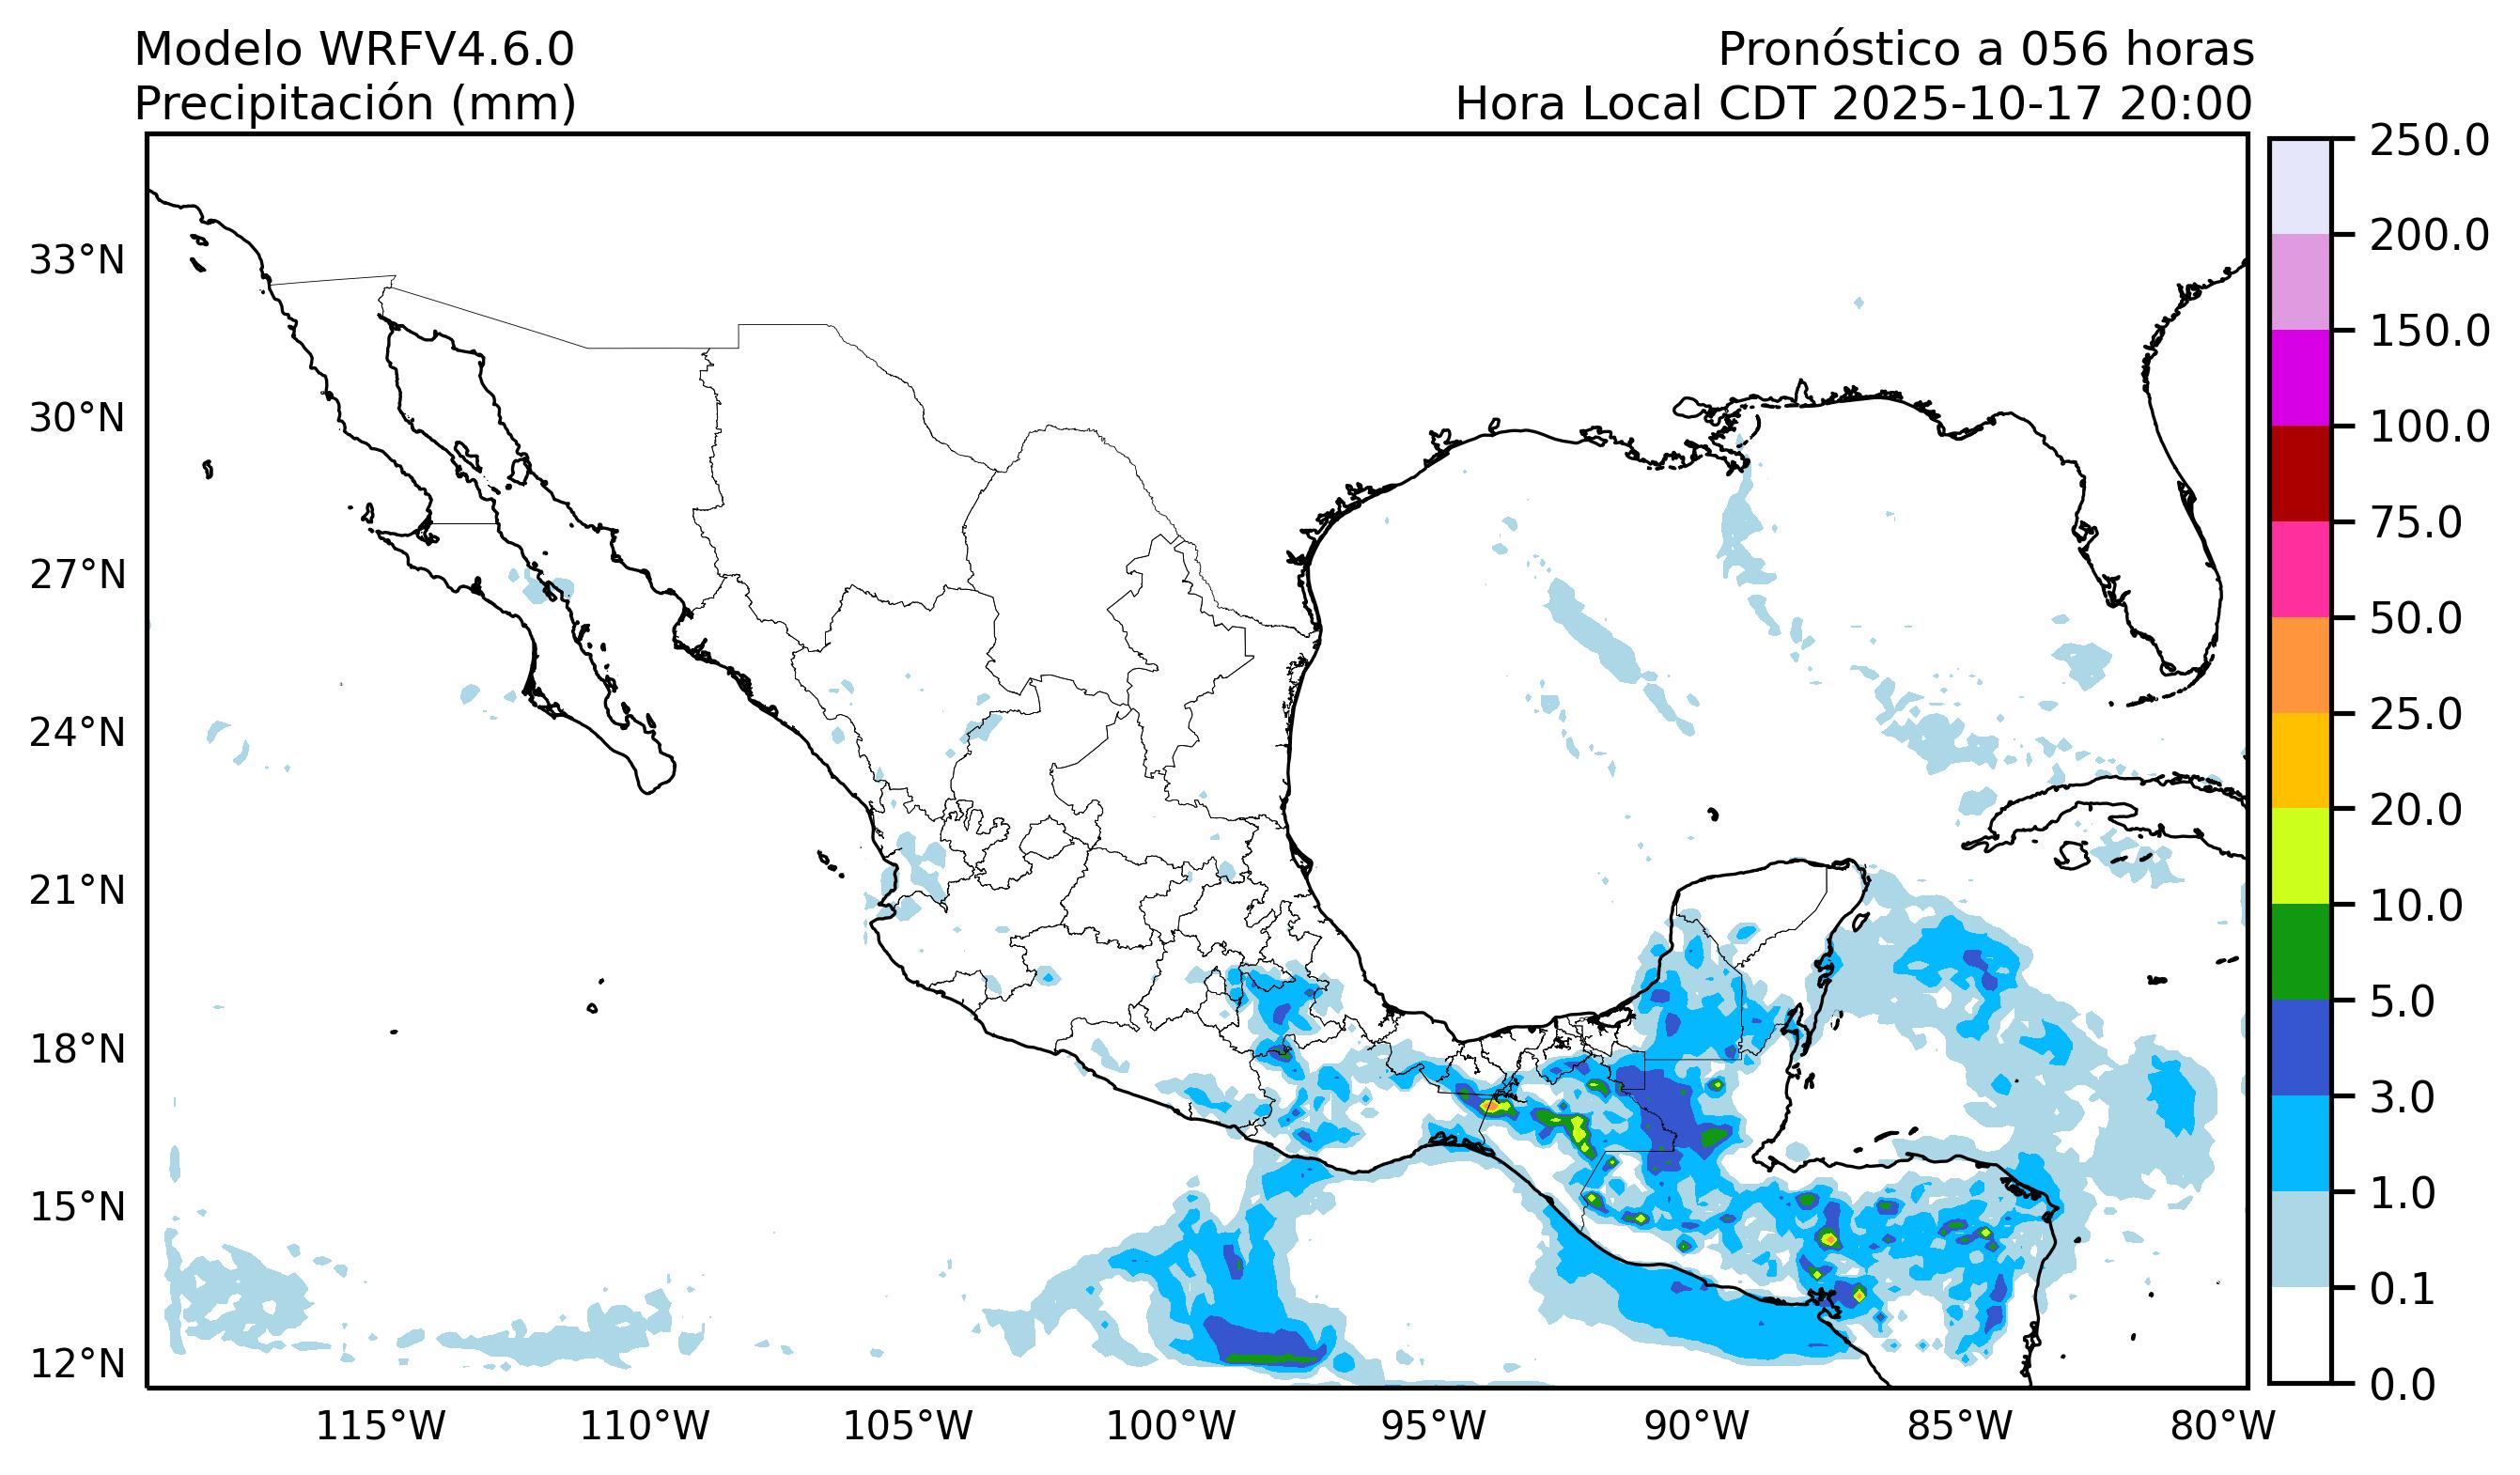 Modelo WRFV4.6.0
Precipitación (mm)
Pronóstico a 056 horas
Hora Local CDT 2025-10-17 20:00
33°N
30°N
27°N
24°N
21°N
18°N
15°N
12°N
115°W
110°W
105°W
100°W
95°W
90°W
85°W
80°W
250.0
200.0
150.0
100.0
75.0
50.0
25.0
20.0
10.0
5.0
3.0
1.0
0.1
0.0